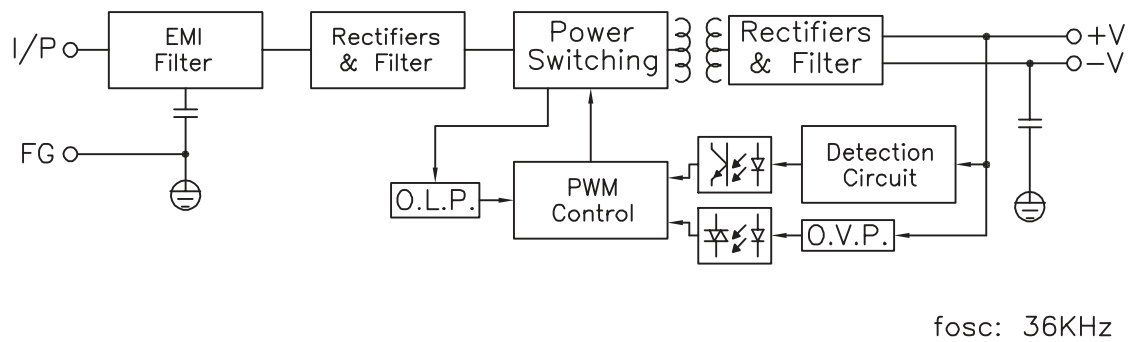 I/P
EMI
Filter
Rectifiers
& Filter
Power
Switching
Rectifiers
& Filter
+V
-V
FG
O.L.P.
PWM
Control
Detection
Circuit
O.V.P.
fosc: 36KHz